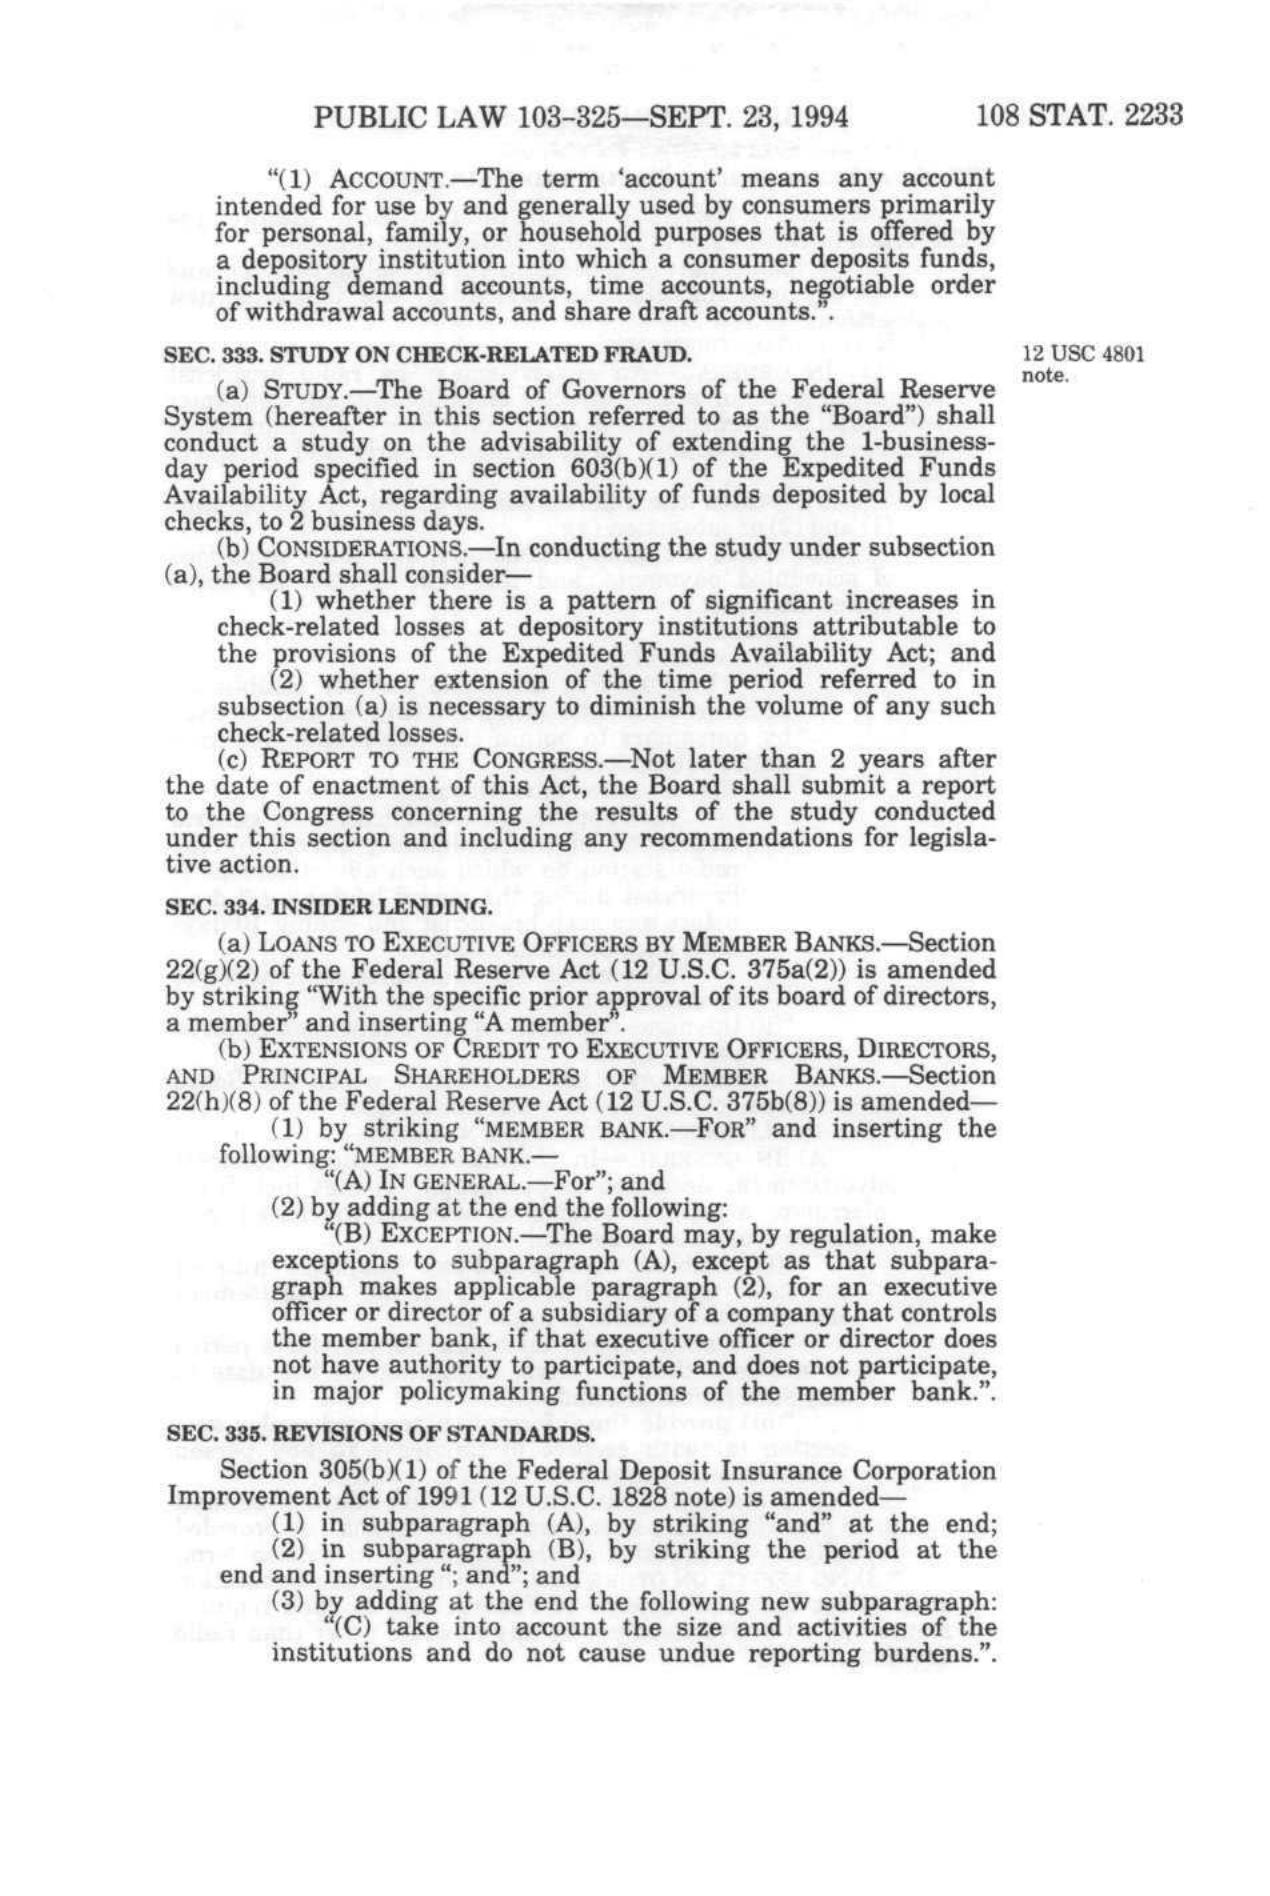 PUBLIC LAW 103–325—SEPT. 23, 1994 108 STAT. 2233
“(1) ACCOUNT.—The term ‘account’ means any account
intended for use by and generally used by consumers primarily
for personal, family, or household purposes that is offered by
a depository institution into which a consumer deposits funds,
including demand accounts, time accounts, negotiable order
of withdrawal accounts, and share draft accounts.”.
SEC. 333. STUDY ON CHECK-RELATED FRAUD.
12 USC 4801
note.
(a) STUDY.—The Board of Governors of the Federal Reserve
System (hereafter in this section referred to as the “Board”) shall
conduct a study on the advisability of extending the 1-business-
day period specified in section 603(b)(1) of the Expedited Funds
Availability Act, regarding availability of funds deposited by local
checks, to 2 business days.
(b) CONSIDERATIONS.—In conducting the study under subsection
(a), the Board shall consider—
(1) whether there is a pattern of significant increases in
check-related losses at depository institutions attributable to
the provisions of the Expedited Funds Availability Act; and
(2) whether extension of the time period referred to in
subsection (a) is necessary to diminish the volume of any such
check-related losses.
(c) REPORT TO THE CONGRESS.—Not later than 2 years after
the date of enactment of this Act, the Board shall submit a report
to the Congress concerning the results of the study conducted
under this section and including any recommendations for legisla-
tive action.
SEC. 334. INSIDER LENDING.
(a) LOANS TO EXECUTIVE OFFICERS BY MEMBER BANKS.—Section
22(g)(2) of the Federal Reserve Act (12 U.S.C. 375a(2)) is amended
by striking “With the specific prior approval of its board of directors,
a member” and inserting “A member”.
(b) EXTENSIONS OF CREDIT TO EXECUTIVE OFFICERS, DIRECTORS,
AND PRINCIPAL SHAREHOLDERS OF MEMBER BANKS.—Section
22(h)(8) of the Federal Reserve Act (12 U.S.C. 375b(8)) is amended—
(1) by striking “MEMBER BANK.—FOR” and inserting the
following: “MEMBER BANK.—
“(A) IN GENERAL.—For”; and
(2) by adding at the end the following:
“(B) EXCEPTION.—The Board may, by regulation, make
exceptions to subparagraph (A), except as that subpara-
graph makes applicable paragraph (2), for an executive
officer or director of a subsidiary of a company that controls
the member bank, if that executive officer or director does
not have authority to participate, and does not participate,
in major policymaking functions of the member bank.”.
SEC. 335. REVISIONS OF STANDARDS.
Section 305(b)(1) of the Federal Deposit Insurance Corporation
Improvement Act of 1991 (12 U.S.C. 1828 note) is amended—
(1) in subparagraph (A), by striking “and” at the end;
(2) in subparagraph (B), by striking the period at the
end and inserting “; and”; and
(3) by adding at the end the following new subparagraph:
“(C) take into account the size and activities of the
institutions and do not cause undue reporting burdens.”.